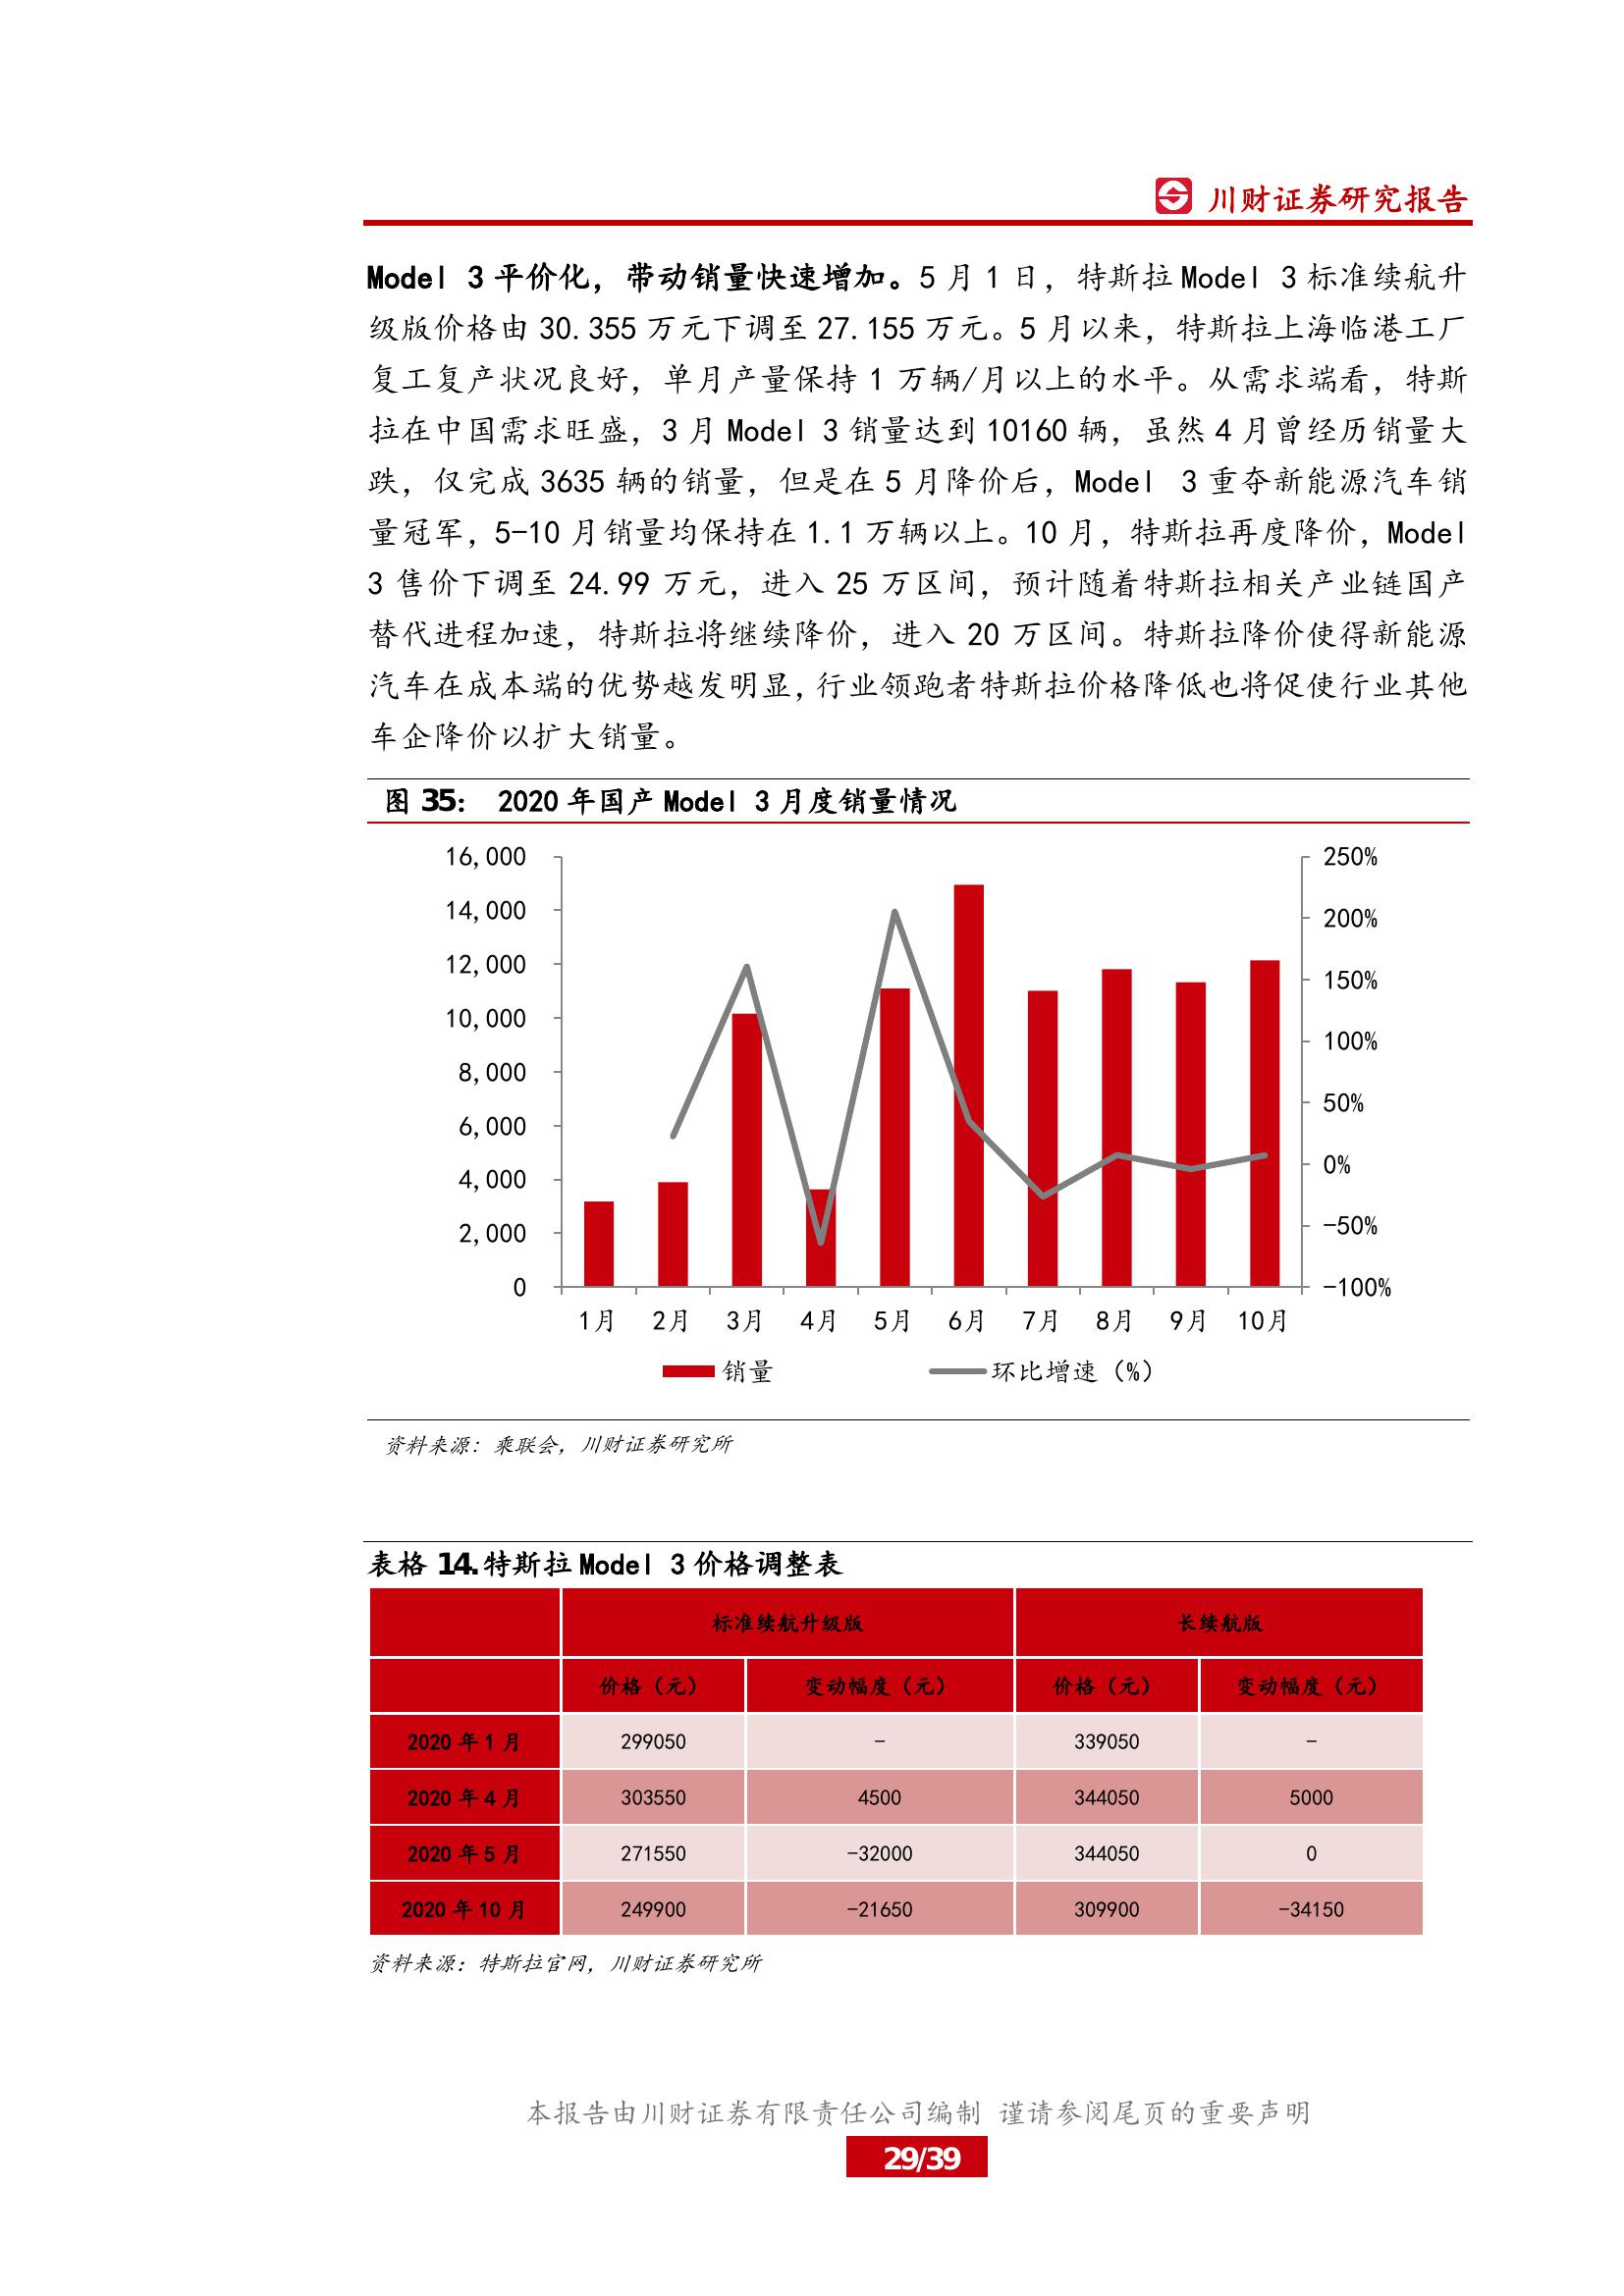 川财证券研究报告
Model 3 平价化，带动销量快速增加。5 月 1 日，特斯拉 Model 3 标准续航升
级版价格由 30.355 万元下调至 27.155 万元。5 月以来，特斯拉上海临港工厂
复工复产状况良好，单月产量保持 1 万辆/月以上的水平。从需求端看，特斯
拉在中国需求旺盛，3 月 Model 3 销量达到 10160 辆，虽然 4 月曾经历销量大
跌，仅完成 3635 辆的销量，但是在 5 月降价后，Model 3 重夺新能源汽车销
量冠军，5-10 月销量均保持在 1.1 万辆以上。10 月，特斯拉再度降价，Model
3 售价下调至 24.99 万元，进入 25 万区间，预计随着特斯拉相关产业链国产
替代进程加速，特斯拉将继续降价，进入 20 万区间。特斯拉降价使得新能源
汽车在成本端的优势越发明显，行业领跑者特斯拉价格降低也将促使行业其他
车企降价以扩大销量。
图 35： 2020 年国产 Model 3 月度销量情况
16,000
14,000
12,000
10,000
8,000
6,000
4,000
2,000
0
250%
200%
150%
100%
50%
0%
-50%
-100%
1月 2月 3月 4月 5月 6月 7月 8月 9月 10月
销量 环比增速（%）
资料来源：乘联会，川财证券研究所
表格 14.特斯拉 Model 3 价格调整表
标准续航升级版 长续航版
价格（元） 变动幅度（元） 价格（元） 变动幅度（元）
2020 年 1 月 299050 - 339050 -
2020 年 4 月 303550 4500 344050 5000
2020 年 5 月 271550 -32000 344050 0
2020 年 10 月 249900 -21650 309900 -34150
资料来源：特斯拉官网，川财证券研究所
本报告由川财证券有限责任公司编制 谨请参阅尾页的重要声明
29/39